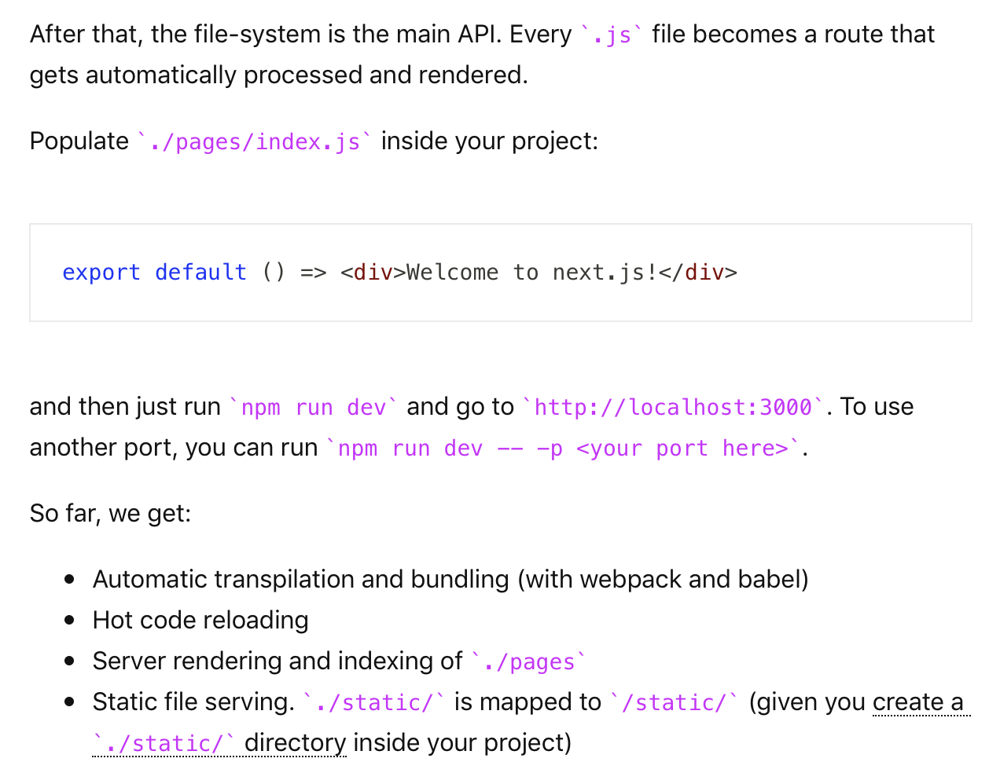 After that, the file-system is the main API. Every `.js` file becomes a route that
gets automatically processed and rendered.
Populate `./pages/index.js` inside your project:
export default () => <div>Welcome to next.js!</div>
and then just run `npm run dev` and go to `http://localhost:3000`. To use
another port, you can run `npm run dev -- -p <your port here>`.
So far, we get:
• Automatic transpilation and bundling (with webpack and babel)
• Hot code reloading
• Server rendering and indexing of `./pages`
• Static file serving. `./static/` is mapped to `/static/` (given you create a
`./static/` directory inside your project)